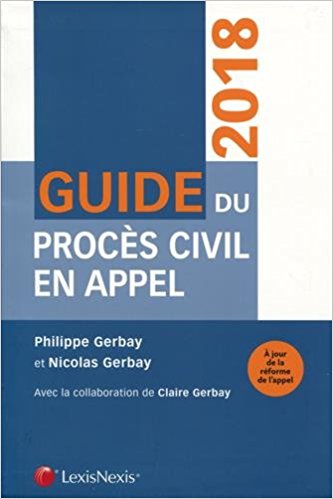 2018
GUIDE DU
PROCÈS CIVIL
EN APPEL
Philippe Gerbay
et Nicolas Gerbay
Avec la collaboration de Claire Gerbay
À jour
de la
réforme
de l'appel
LexisNexis®